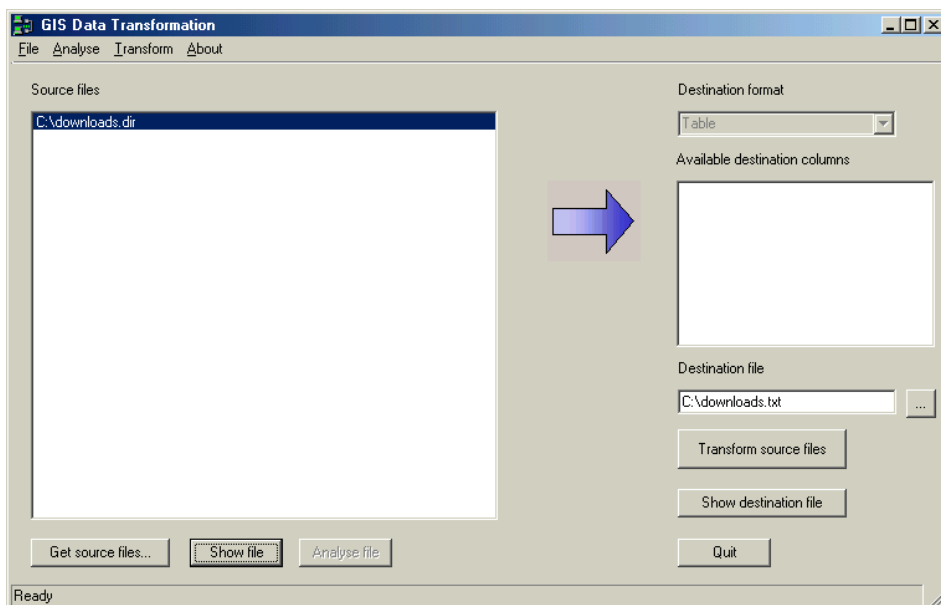 GIS Data Transformation
File Analyse Transform About
Source files
C:\downloads.dir
Destination format
Table
Available destination columns
Destination file
C:\downloads.txt
...
Transform source files
Show destination file
Get source files...
Show file
Analyse file
Quit
Ready